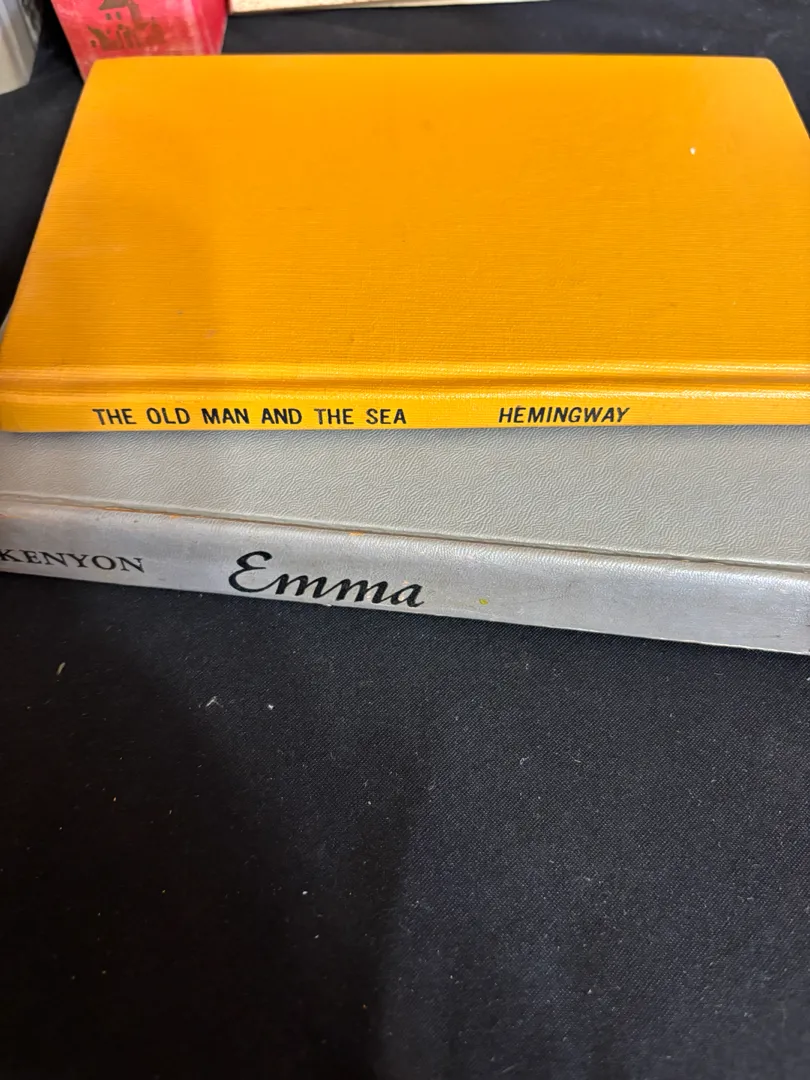 THE OLD MAN AND THE SEA HEMINGWAY
KENYON Emma